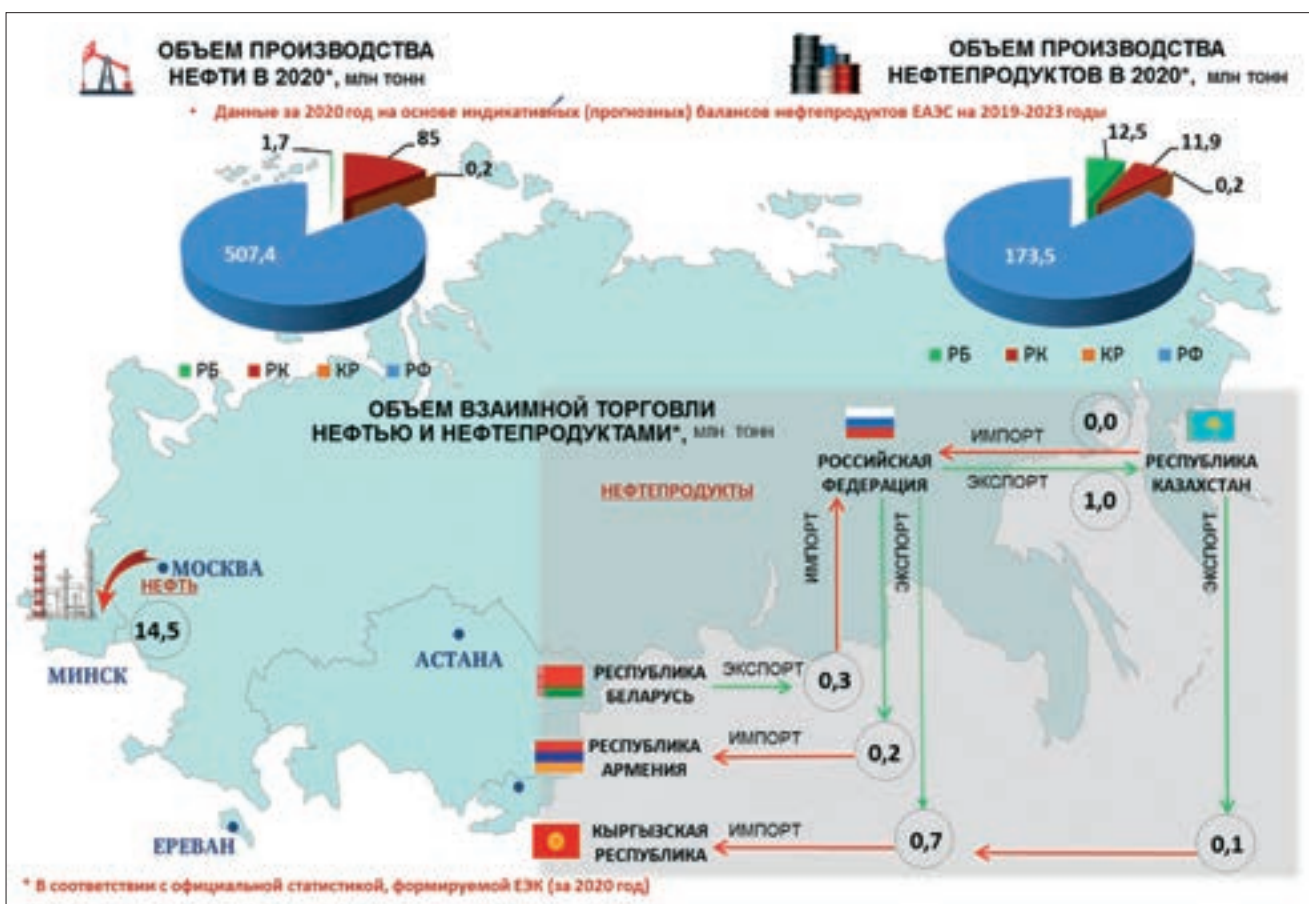 ОБЪЕМ ПРОИЗВОДСТВА
НЕФТИ В 2020*, МЛН ТОНН
ОБЪЕМ ПРОИЗВОДСТВА
НЕФТЕПРОДУКТОВ В 2020*, МЛН ТОНН
• Данные за 2020 год на основе индикативных (прогнозных) балансов нефтепродуктов ЕАЭС на 2019-2023 годы
1,7
85
0,2
507,4
12,5
11,9
0,2
173,5
РБ РК КР РФ
РБ РК КР РФ
ОБЪЕМ ВЗАИМНОЙ ТОРГОВЛИ
НЕФТЬЮ И НЕФТЕПРОДУКТАМИ*, МЛН ТОНН
НЕФТЕПРОДУКТЫ
РОССИЙСКАЯ
ФЕДЕРАЦИЯ
ИМПОРТ
0,0
ЭКСПОРТ
1,0
РЕСПУБЛИКА
КАЗАХСТАН
ИМПОРТ
ЭКСПОРТ
ЭКСПОРТ
МОСКВА
НЕФТЬ
14,5
МИНСК
АСТАНА
ЕРЕВАН
РЕСПУБЛИКА
БЕЛАРУСЬ
ЭКСПОРТ
0,3
РЕСПУБЛИКА
АРМЕНИЯ
ИМПОРТ
0,2
КЫРГЫЗСКАЯ
РЕСПУБЛИКА
ИМПОРТ
0,7
0,1
* В соответствии с официальной статистикой, формируемой ЕЭК (за 2020 год)